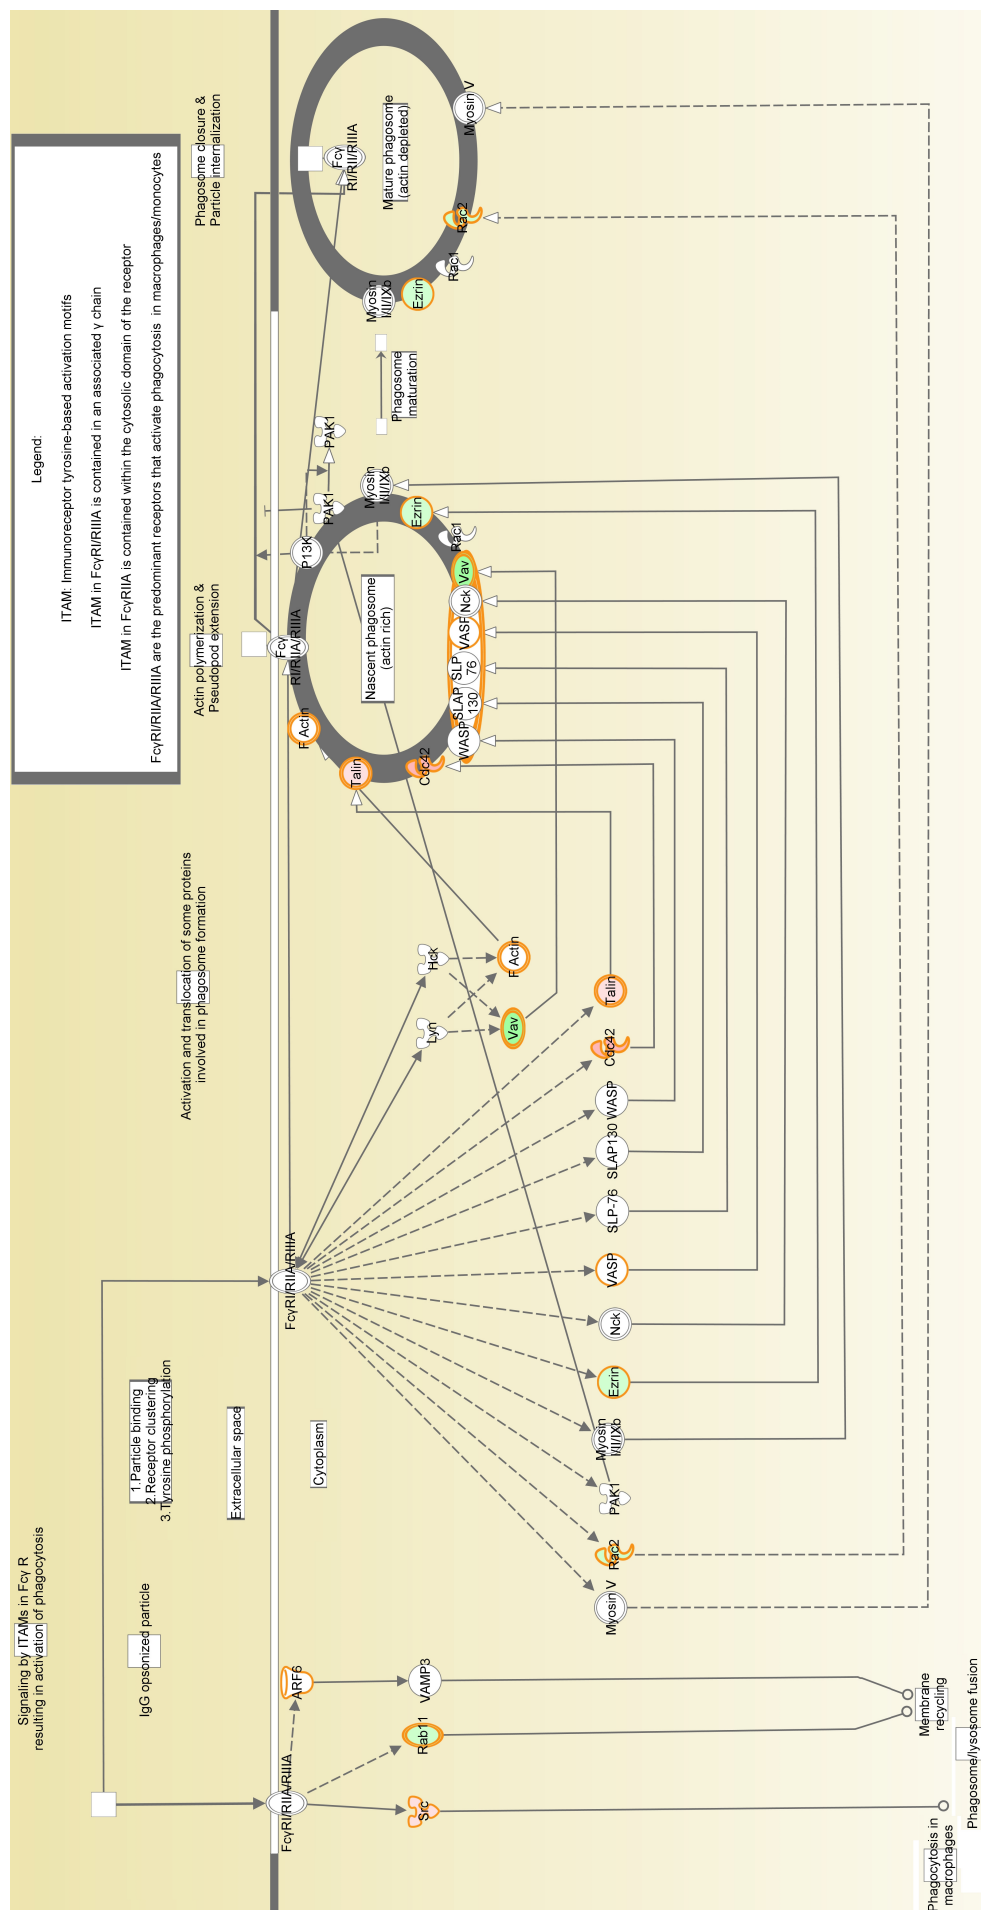 Signaling by ITAMs in Fcγ R
resulting in activation of phagocytosis
IgG opsonized particle
1.Particle binding
2.Receptor clustering
3.Tyrosine phosphorylation
Extracellular space
Cytoplasm
Activation and translocation of some proteins
involved in phagosome formation
Actin polymerization &
Pseudopod extension
Phagosome closure &
Particle internalization
Legend:
ITAM: Immunoreceptor tyrosine-based activation motifs
ITAM in FcγRI/RIIIA is contained in an associated γ chain
ITAM in FcγRIIA is contained within the cytosolic domain of the receptor
FcγRI/RIIA/RIIIA are the predominant receptors that activate phagocytosis in macrophages/monocytes
FcγRI/RIIA/RIIIA
ARF6
Src
Rab11
VAMP3
Phagocytosis in
macrophages
Membrane
recycling
Phagosome/lysosome fusion
FcγRI/RIIA/RIIIA
Lyn
Hck
Vav
F Actin
Myosin V
Rac2
PAK1
Myosin
I/II/IXb
Ezrin
Nck
VASP
SLP-76
SLAP130
WASP
Cdc42
Talin
Fcγ
RI/RIIA/RIIIA
F Actin
Talin
Cdc42
WASP
SLAP
130
SLP
76
VASP
Nck
Vav
Rac1
Ezrin
Myosin
I/II/IXb
P13K
PAK1
PAK1
Nascent phagosome
(actin rich)
Phagosome
maturation
Myosin
I/II/IXb
Ezrin
Rac1
Rac2
Myosin V
Fcγ
RI/RII/RIIIA
Mature phagosome
(actin depleted)